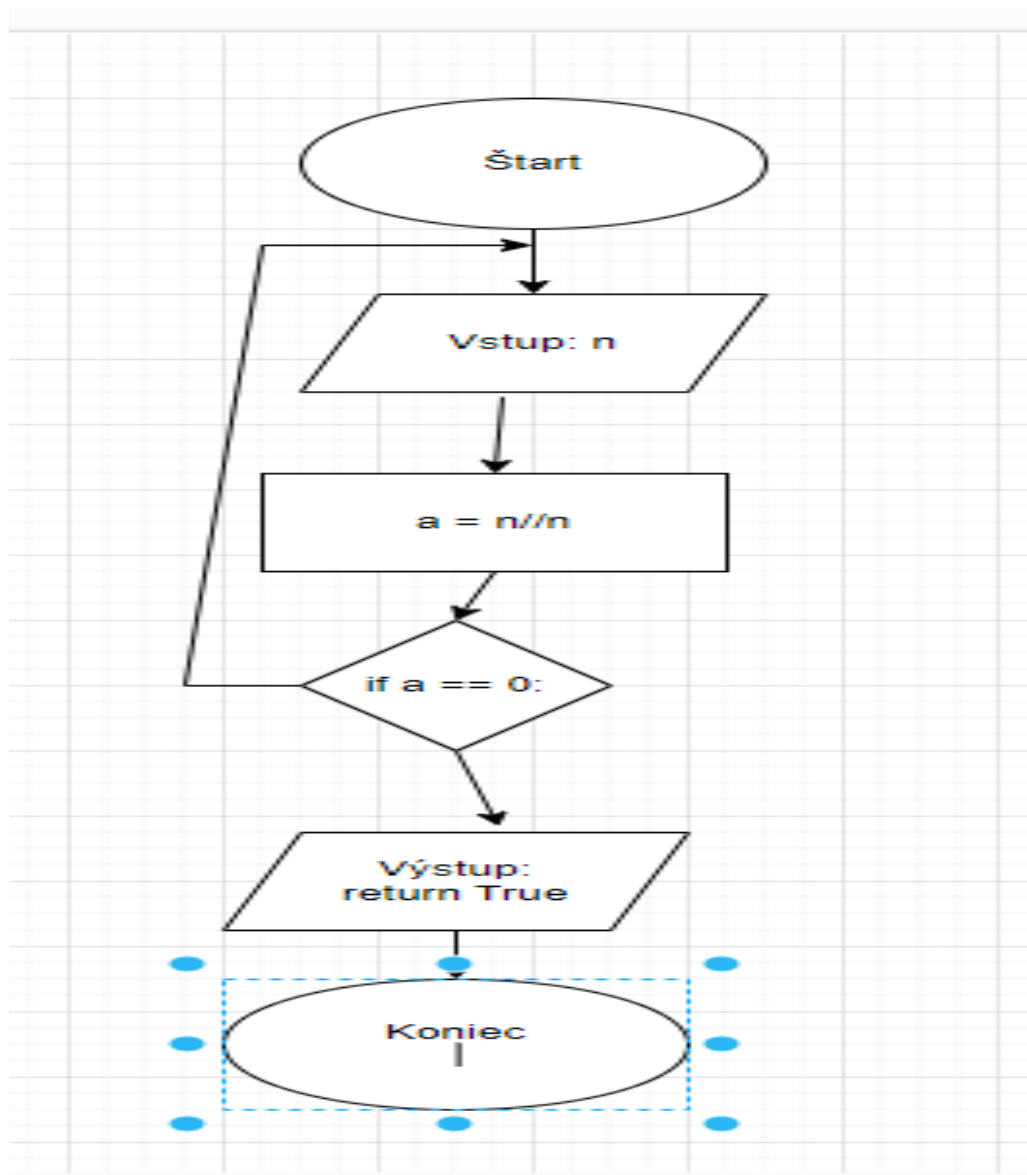 Štart
Vstup: n
a = n//n
if a == 0:
Výstup:
return True
Koniec